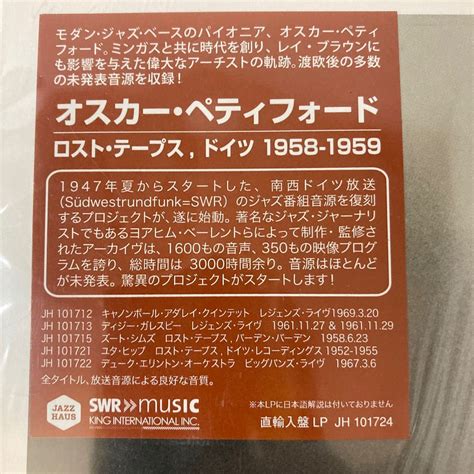 モダン・ジャズ・ベースのパイオニア、オスカー・ペティ
フォード。ミンガスと共に時代を創り、レイ・ブラウンに
も影響を与えた偉大なアーチストの軌跡。渡欧後の多数
の未発表音源を収録!
オスカー・ペティフォード
ロスト・テープス , ドイツ 1958-1959
1947年夏からスタートした、南西ドイツ放送
(Südwestrundfunk=SWR) のジャズ番組音源を復刻
するプロジェクトが、遂に始動。著名なジャズ・ジャーナリ
ストでもあるヨアヒム・ベーレントらによって制作・監修さ
れたアーカイヴは、1600もの音声、350もの映像プログ
ラムを誇り、総時間は 3000時間余り。音源はほとんど
が未発表。驚異のプロジェクトがスタートします!
JH 101712 キャノンボール・アダレイ・クインテット レジェンズ・ライヴ1969.3.20
JH 101713 ディジー・ガレスピー レジェンズ・ライヴ 1961.11.27 & 1961.11.29
JH 101715 ズート・シムズ ロスト・テープス , バーデン・バーデン 1958.6.23
JH 101721 ユタ・ヒップ ロスト・テープス , ドイツ・レコーディングス 1952-1955
JH 101722 デューク・エリントン・オーケストラ ビッグバンズ・ライヴ 1967.3.6
全タイトル、放送音源による良好な音質。
JAZZ
HAUS
SWR>>music
KING INTERNATIONAL INC.
※本LPに日本語解説は付いておりません
直輸入盤 LP JH 101724